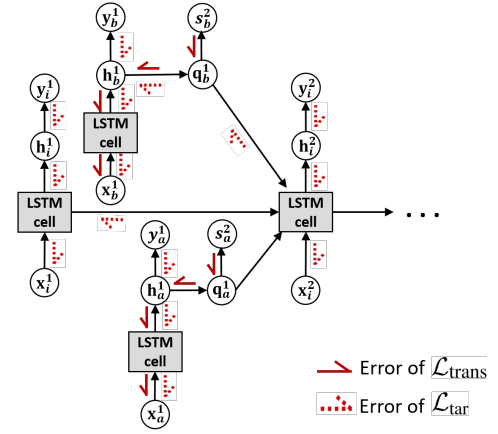 y_b^1
s_b^2
h_b^1
q_b^1
y_i^1
y_i^2
h_i^1
LSTM
cell
h_i^2
x_b^1
LSTM
cell
LSTM
cell
. . .
y_a^1
s_a^2
x_i^1
h_a^1
q_a^1
x_i^2
LSTM
cell
Error of ℒ_trans
x_a^1
Error of ℒ_tar